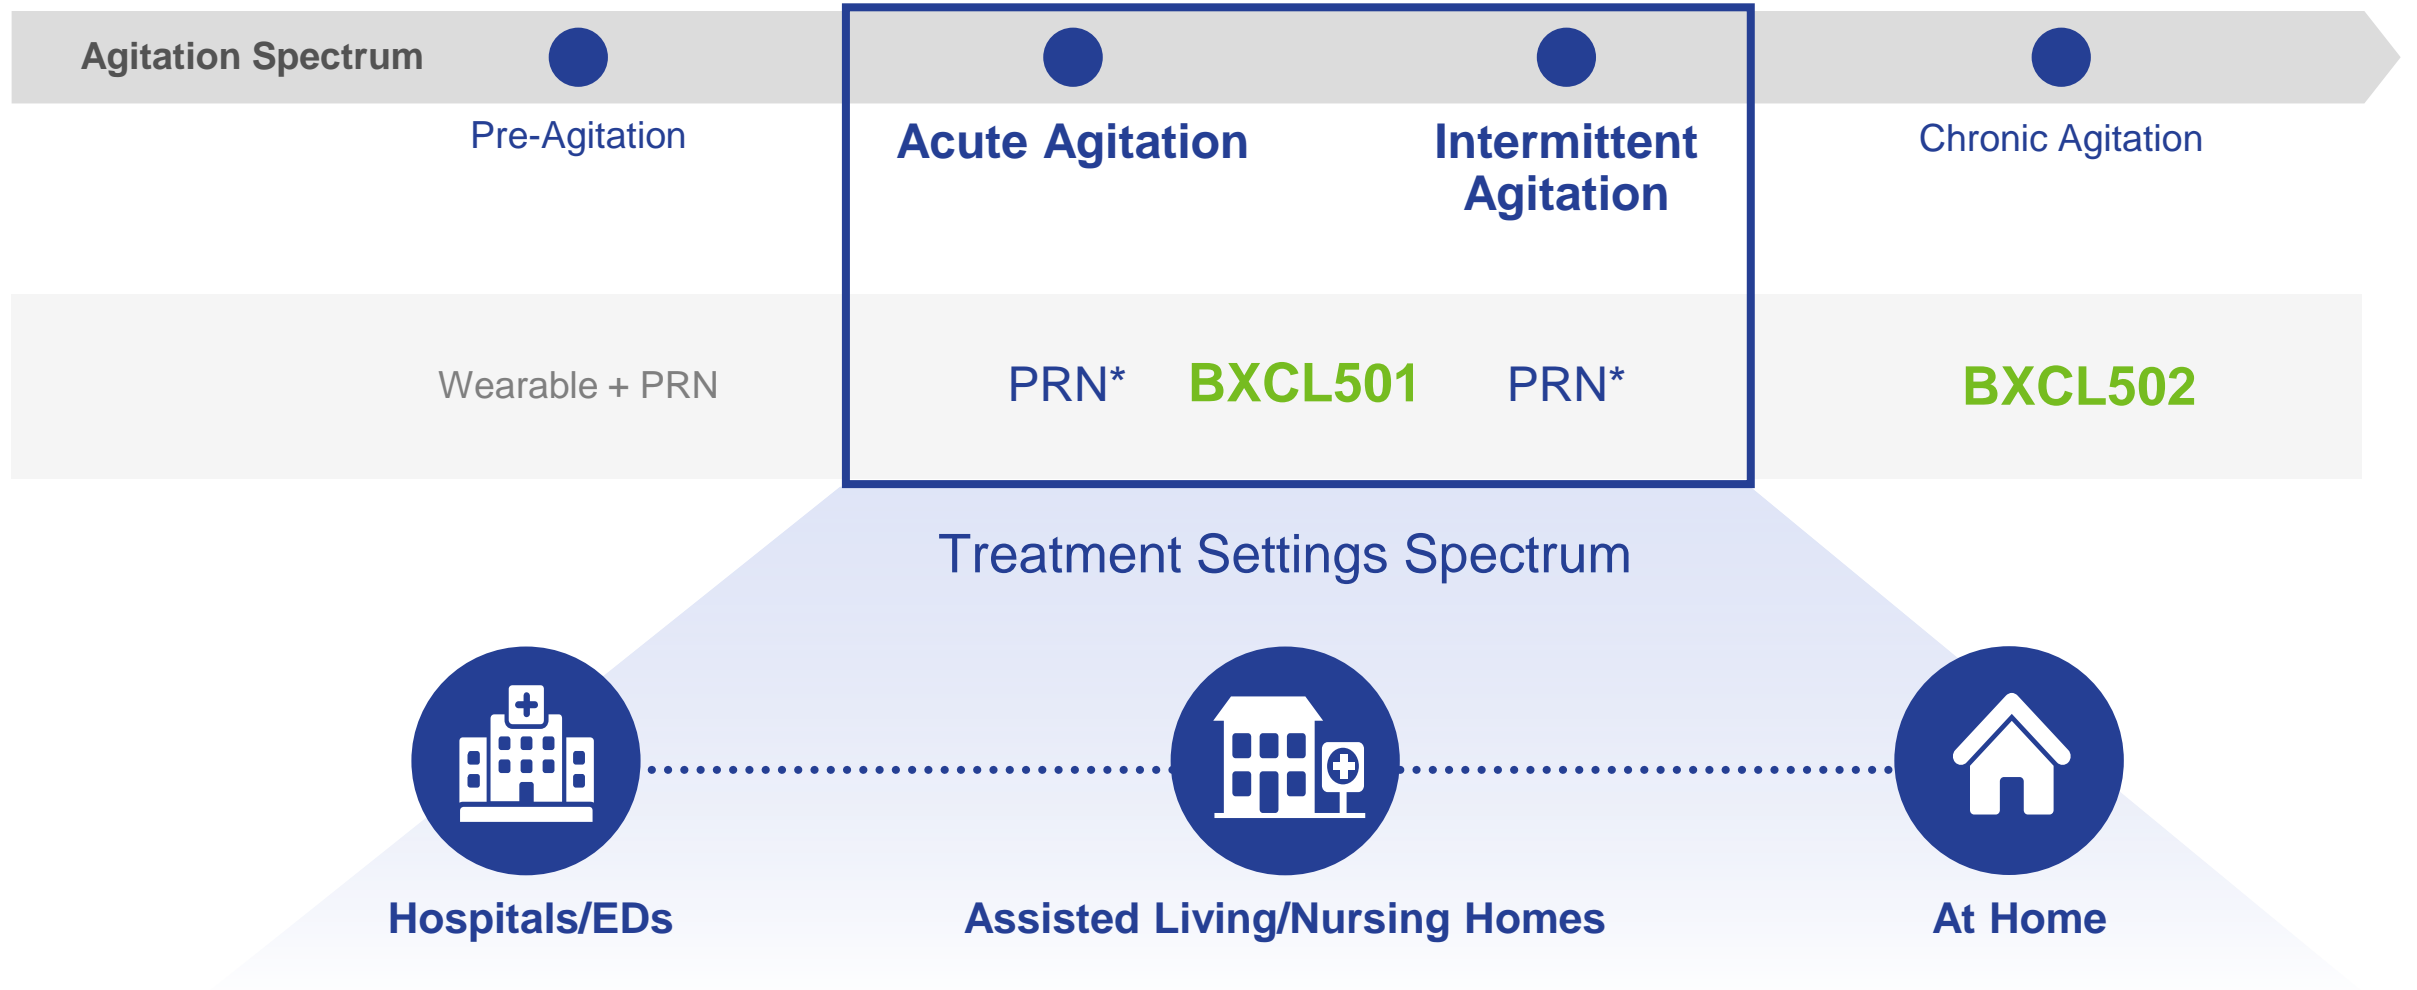 Agitation Spectrum
Pre-Agitation
Acute Agitation
Intermittent
Agitation
Chronic Agitation
Wearable + PRN
PRN*
BXCL501
PRN*
BXCL502
Treatment Settings Spectrum
Hospitals/EDs
Assisted Living/Nursing Homes
At Home